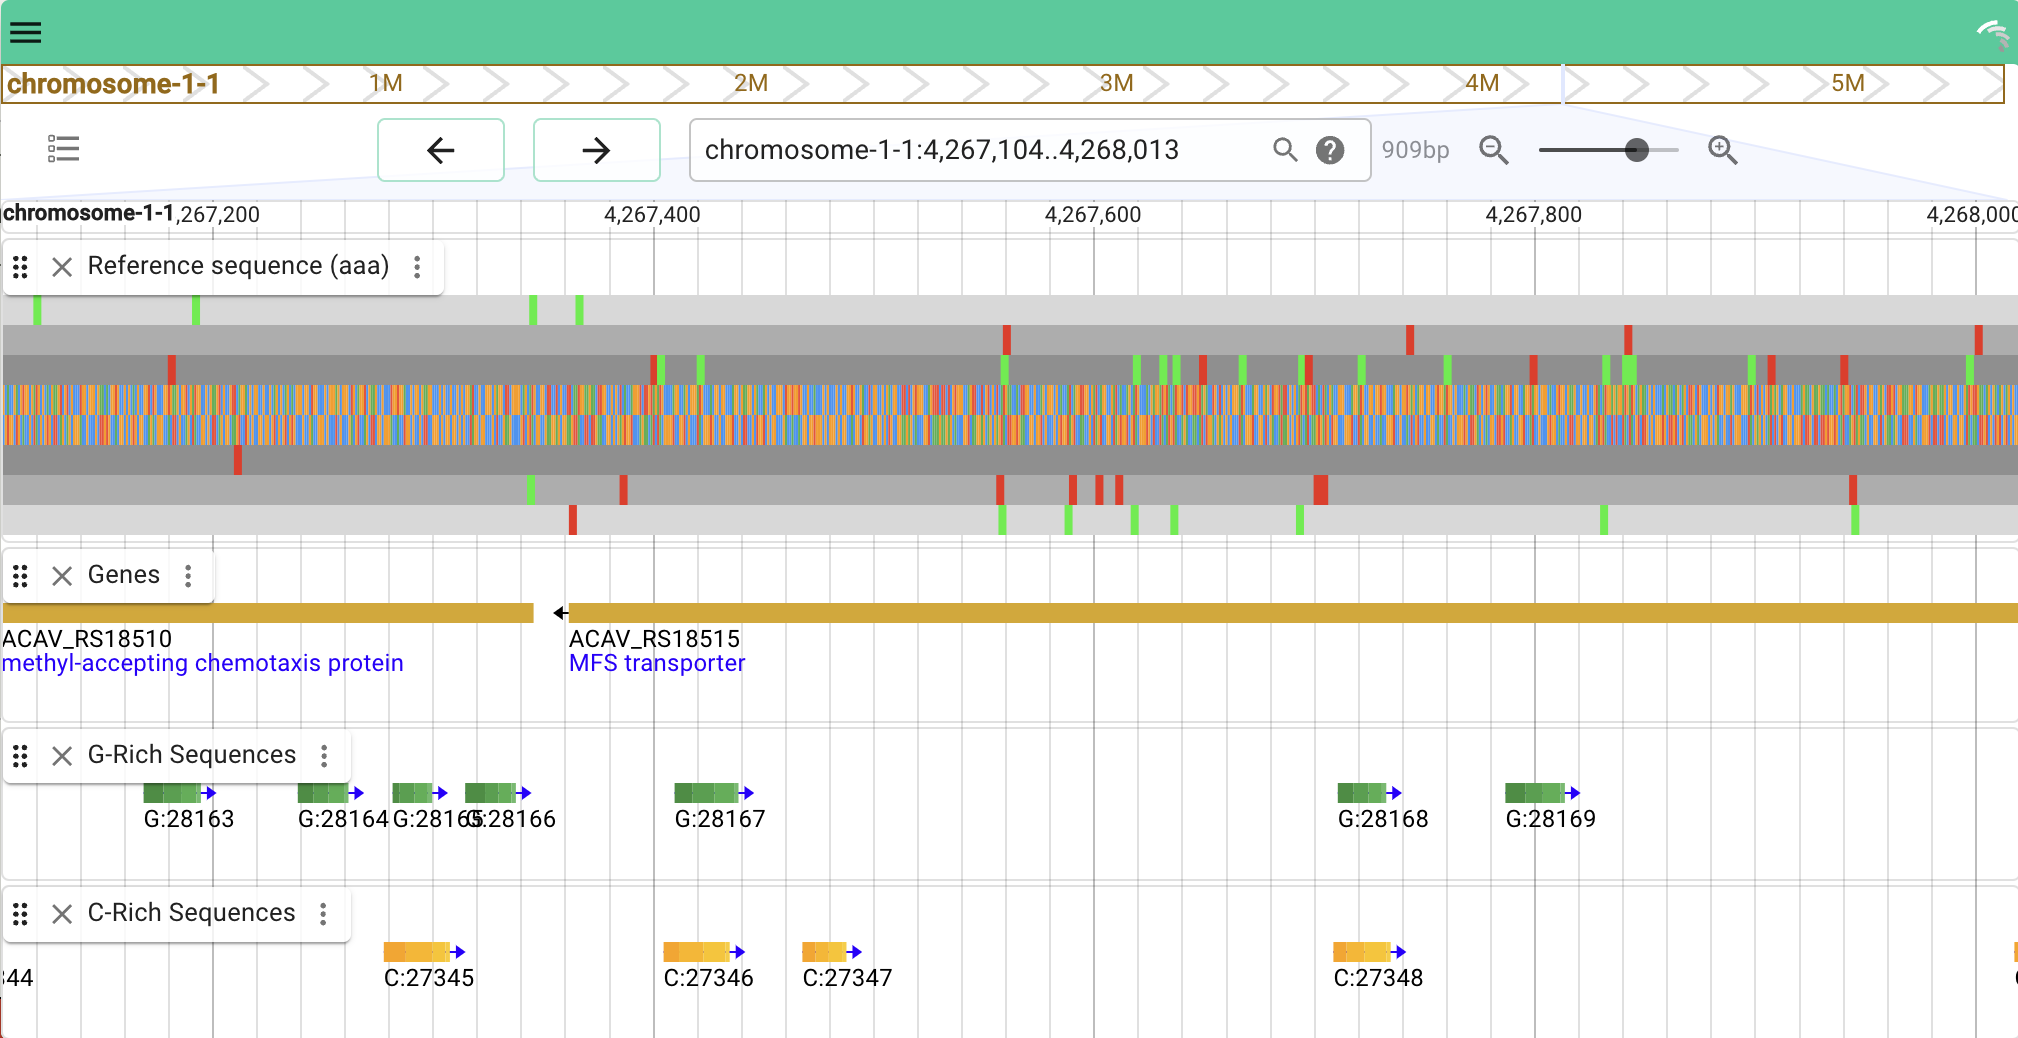 chromosome-1-1 1M 2M 3M 4M 5M
chromosome-1-1:4,267,104..4,268,013 909bp
chromosome-1-1 ,267,200 4,267,400 4,267,600 4,267,800 4,268,000
Reference sequence (aaa)
Genes
ACAV_RS18510 ACAV_RS18515
methyl-accepting chemotaxis protein MFS transporter
G-Rich Sequences
G:28163 G:28164 G:28165 G:28166 G:28167 G:28168 G:28169
C-Rich Sequences
44 C:27345 C:27346 C:27347 C:27348